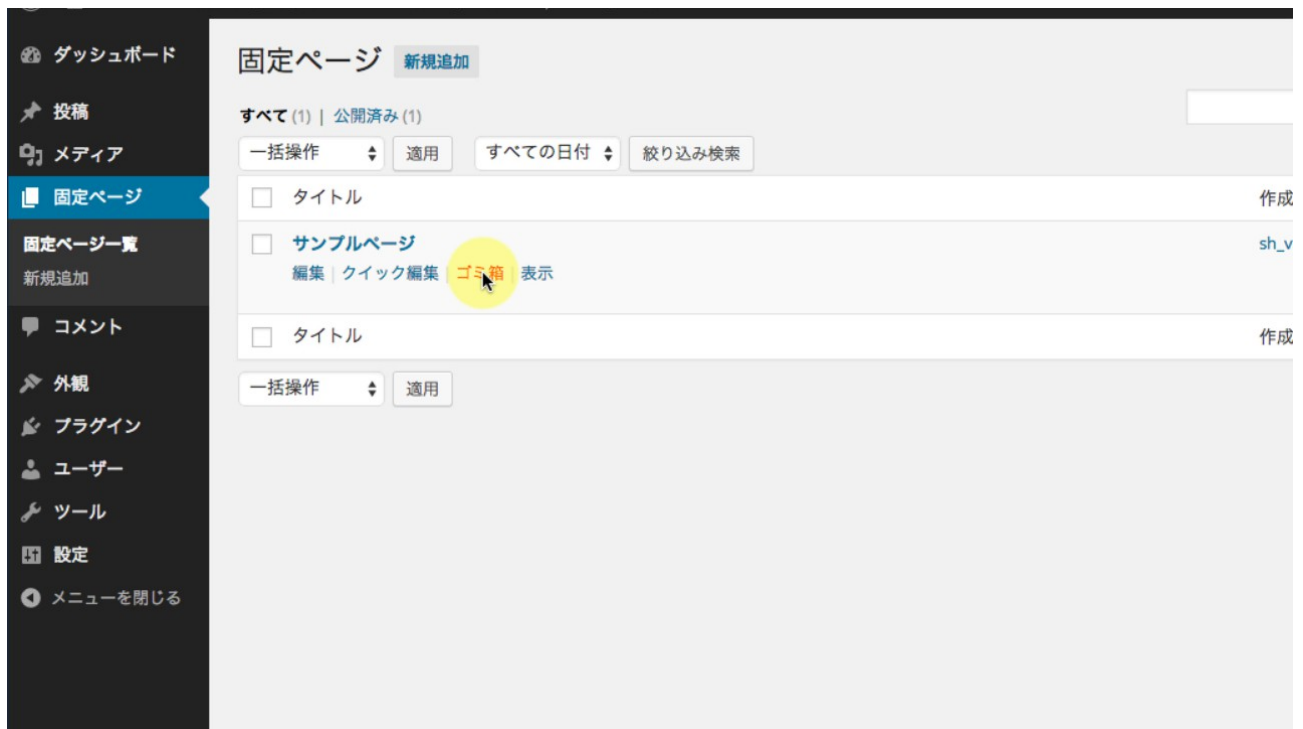 ダッシュボード
投稿
メディア
固定ページ
固定ページ一覧
新規追加
コメント
外観
プラグイン
ユーザー
ツール
設定
メニューを閉じる
固定ページ 新規追加
すべて (1) | 公開済み (1)
一括操作 適用 すべての日付 絞り込み検索
タイトル 作成
サンプルページ sh_v
編集 | クイック編集 | ゴミ箱 | 表示
タイトル 作成
一括操作 適用